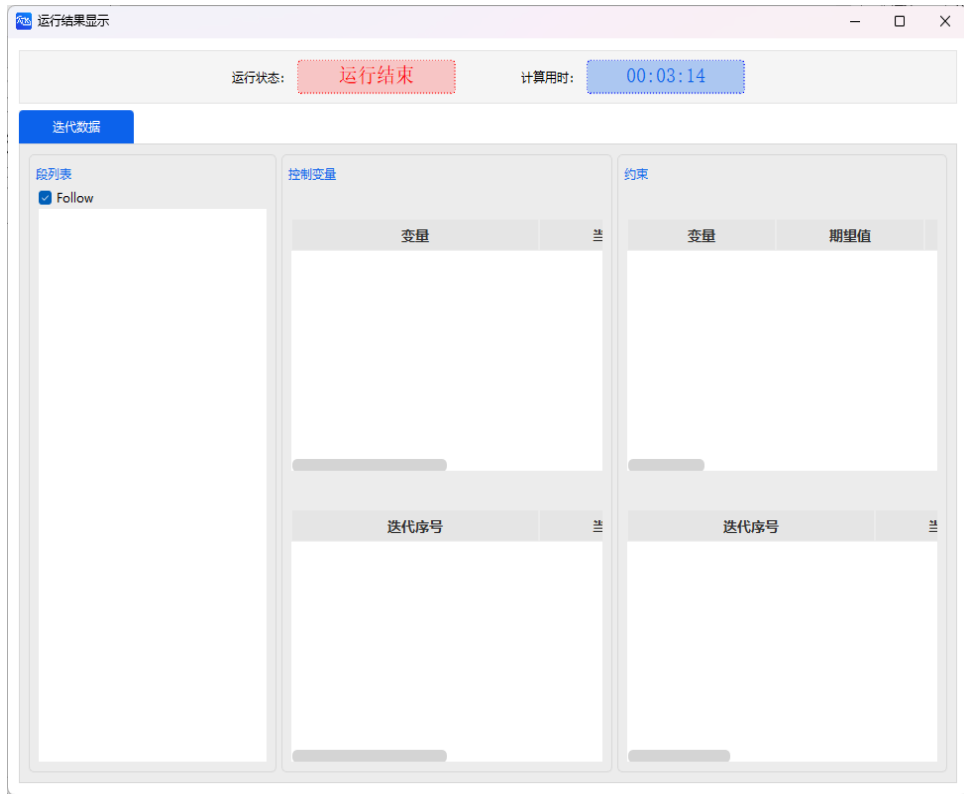 运行结果显示
运行状态: 运行结束 计算用时: 00:03:14
迭代数据
段列表
Follow
控制变量
变量
迭代序号
约束
变量 期望值
迭代序号